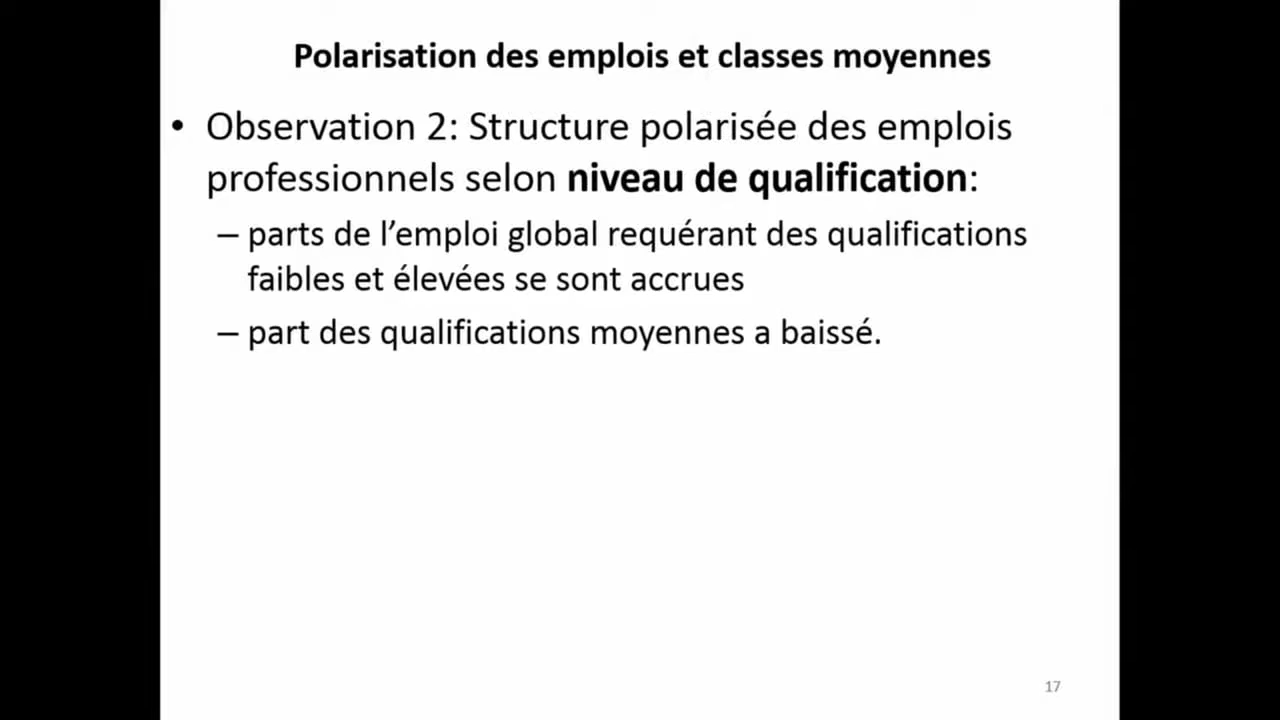 Polarisation des emplois et classes moyennes
• Observation 2: Structure polarisée des emplois
professionnels selon niveau de qualification:
– parts de l’emploi global requérant des qualifications
faibles et élevées se sont accrues
– part des qualifications moyennes a baissé.
17